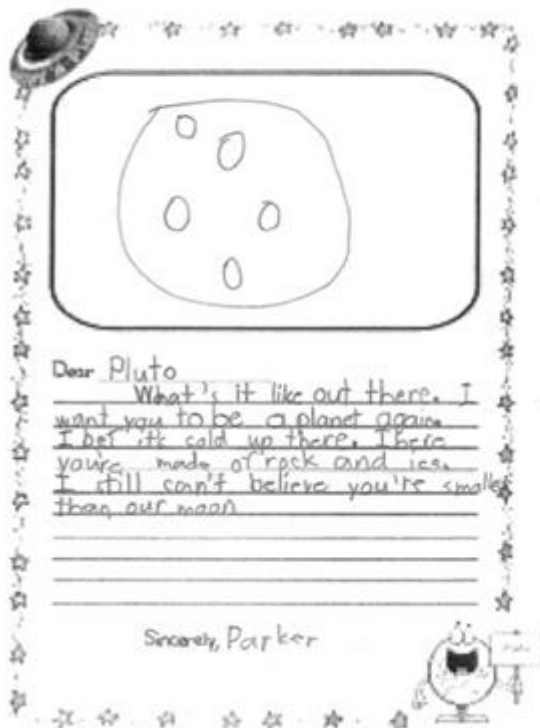 Dear Pluto
What's it like out there. I
want you to be a planet again.
I bet it's cold up there. There
you're made of rock and ice.
I still can't believe you're smaller
than our moon
Sincerely, Parker